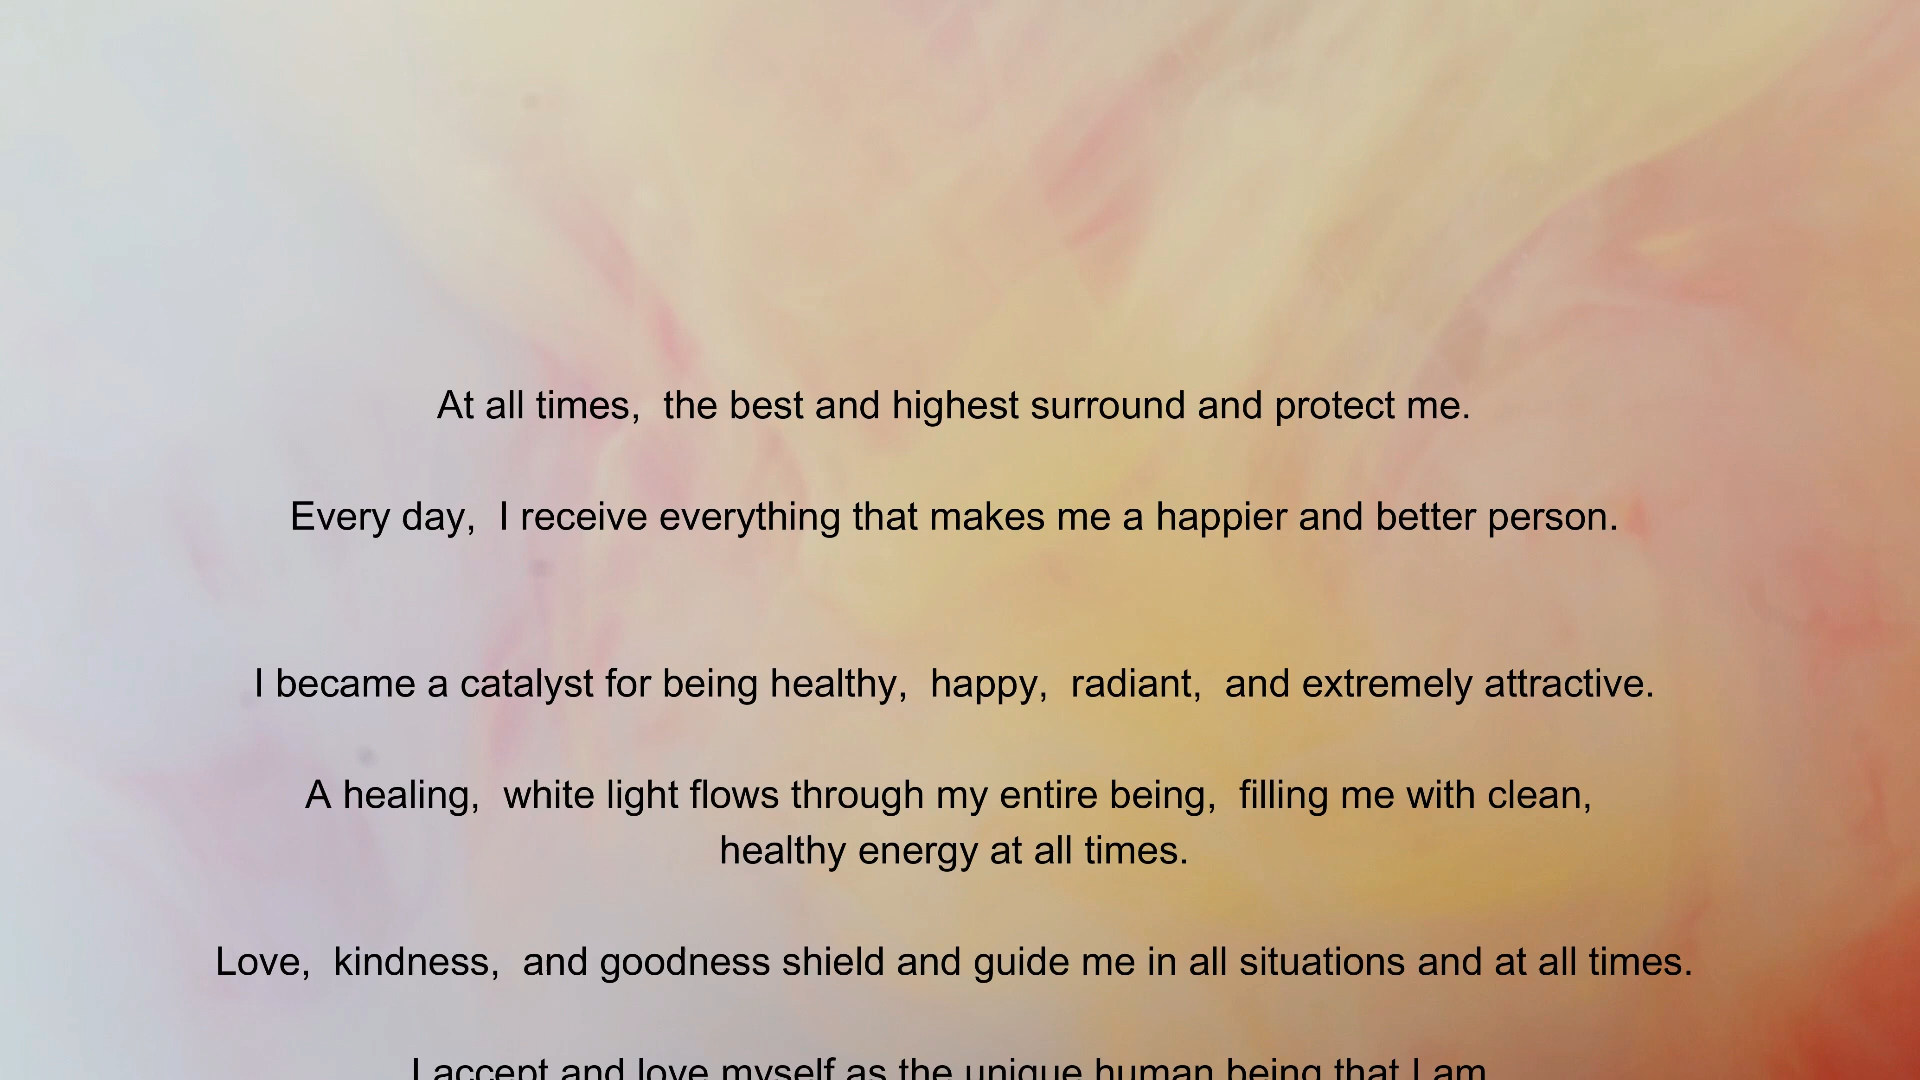 At all times,  the best and highest surround and protect me.
Every day,  I receive everything that makes me a happier and better person.
I became a catalyst for being healthy,  happy,  radiant,  and extremely attractive.
A healing,  white light flows through my entire being,  filling me with clean,
healthy energy at all times.
Love,  kindness,  and goodness shield and guide me in all situations and at all times.
I accept and love myself as the unique human being that I am